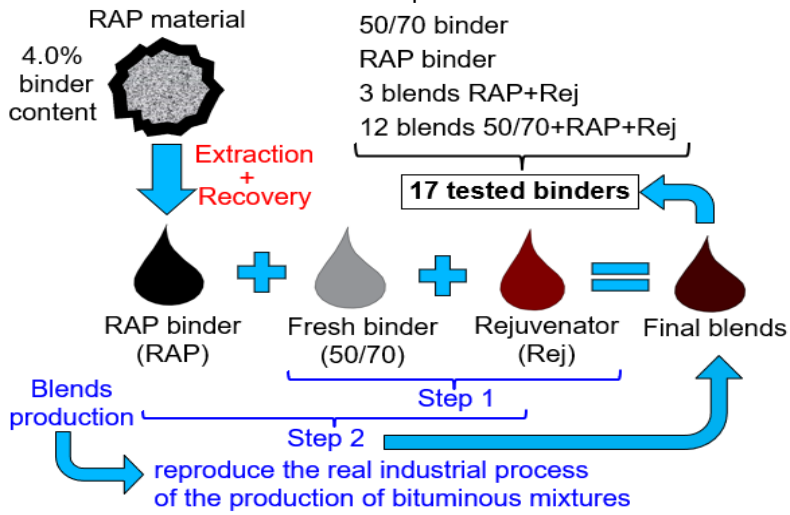 RAP material
4.0%
binder
content
Extraction
+
Recovery
50/70 binder
RAP binder
3 blends RAP+Rej
12 blends 50/70+RAP+Rej
17 tested binders
RAP binder
(RAP)
Fresh binder
(50/70)
Rejuvenator
(Rej)
Final blends
Step 1
Blends
production
Step 2
reproduce the real industrial process
of the production of bituminous mixtures